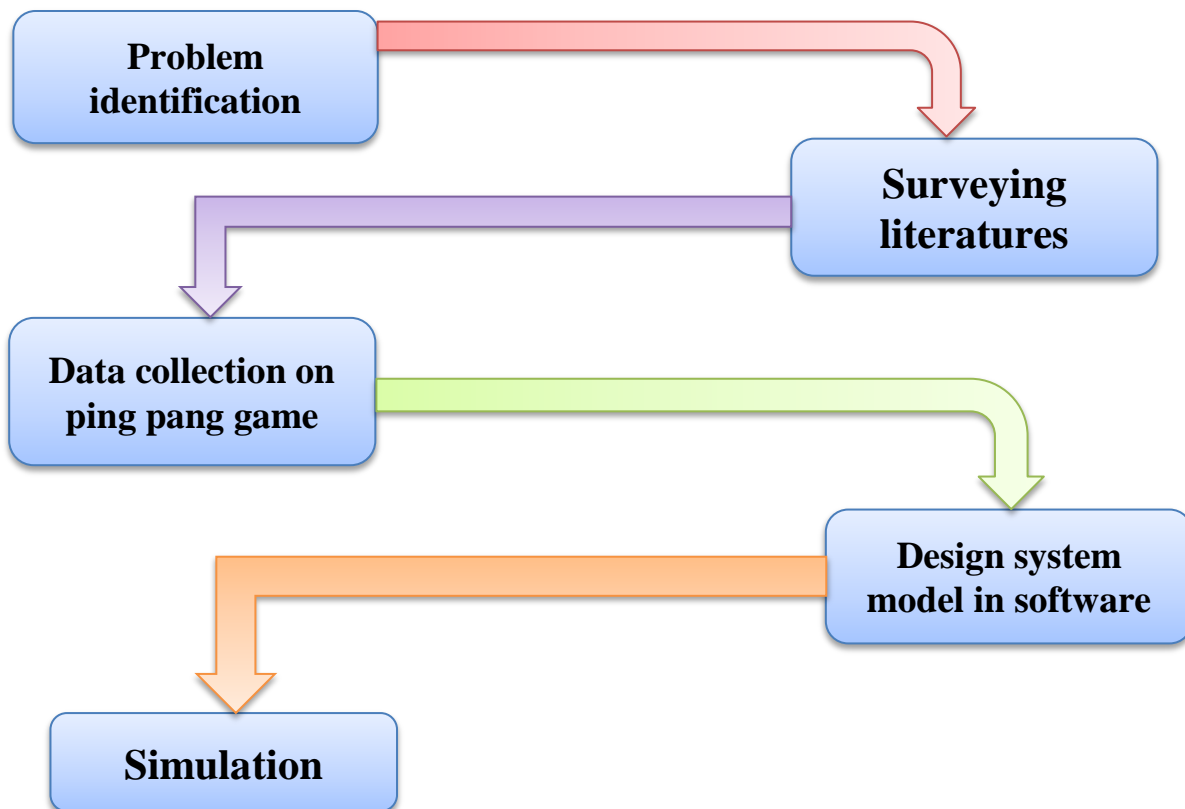 Problem
identification
Surveying
literatures
Data collection on
ping pang game
Design system
model in software
Simulation